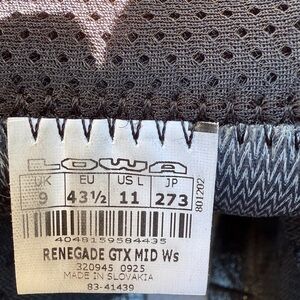 LOWA
UK EU US L JP
9 43½ 11 273
801202
4048159584435
RENEGADE GTX MID Ws
320945 0925
MADE IN SLOVAKIA
83-41439